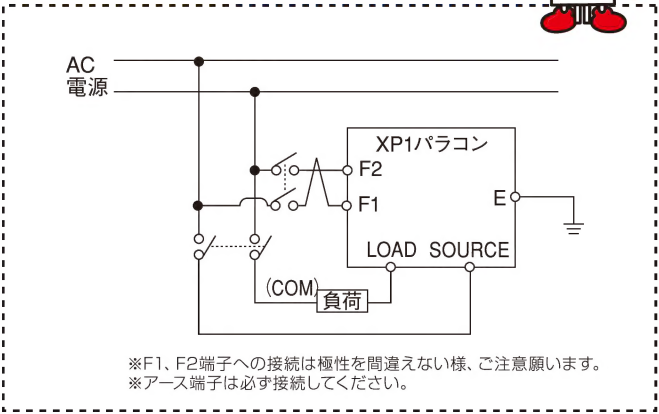 AC
電源
XP1パラコン
F2
F1
E
LOAD SOURCE
(COM)
負荷
※F1、F2端子への接続は極性を間違えない様、ご注意願います。
※アース端子は必ず接続してください。